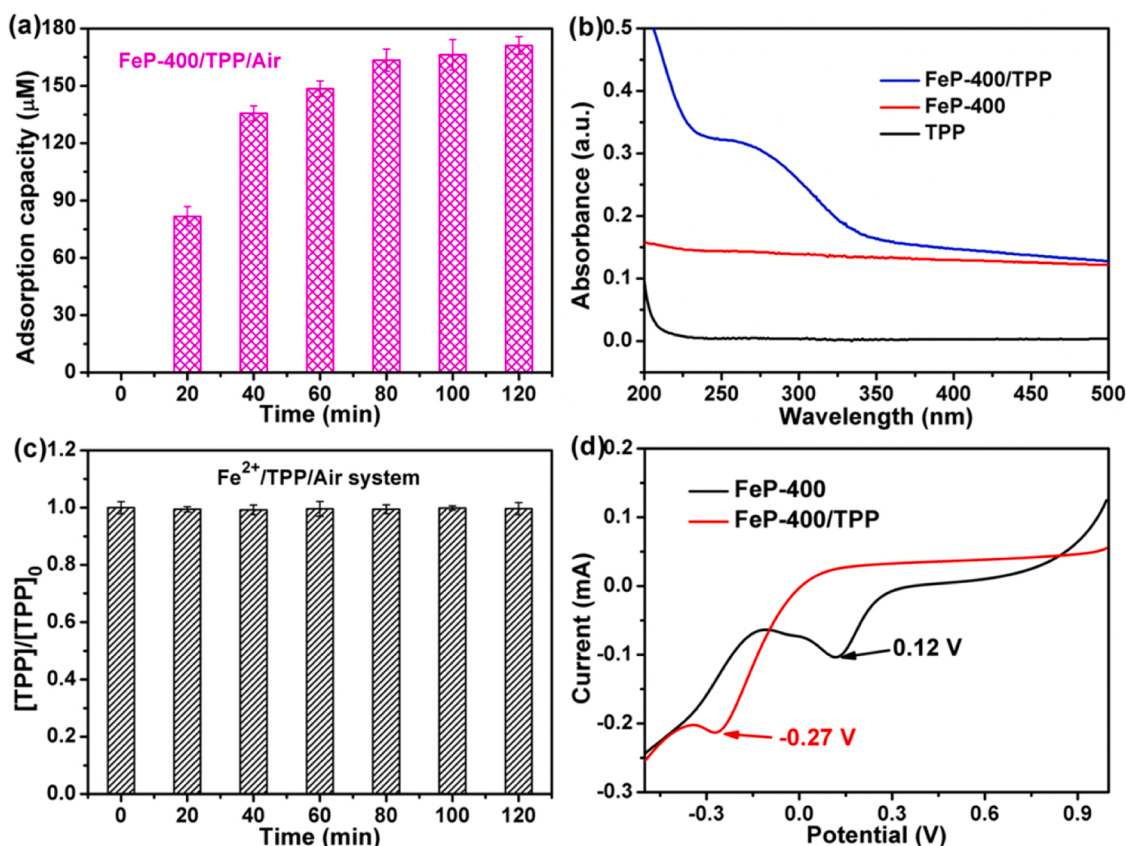 (a)
FeP-400/TPP/Air
Adsorption capacity (μM)
180
150
120
90
60
30
0
0 20 40 60 80 100 120
Time (min)
(b)
FeP-400/TPP
FeP-400
TPP
Absorbance (a.u.)
0.5
0.4
0.3
0.2
0.1
0.0
200 250 300 350 400 450 500
Wavelength (nm)
(c)
Fe2+/TPP/Air system
[TPP]/[TPP]0
1.2
1.0
0.8
0.6
0.4
0.2
0.0
0 20 40 60 80 100 120
Time (min)
(d)
FeP-400
FeP-400/TPP
0.12 V
-0.27 V
Current (mA)
0.2
0.1
0.0
-0.1
-0.2
-0.3
-0.3 0.0 0.3 0.6 0.9
Potential (V)